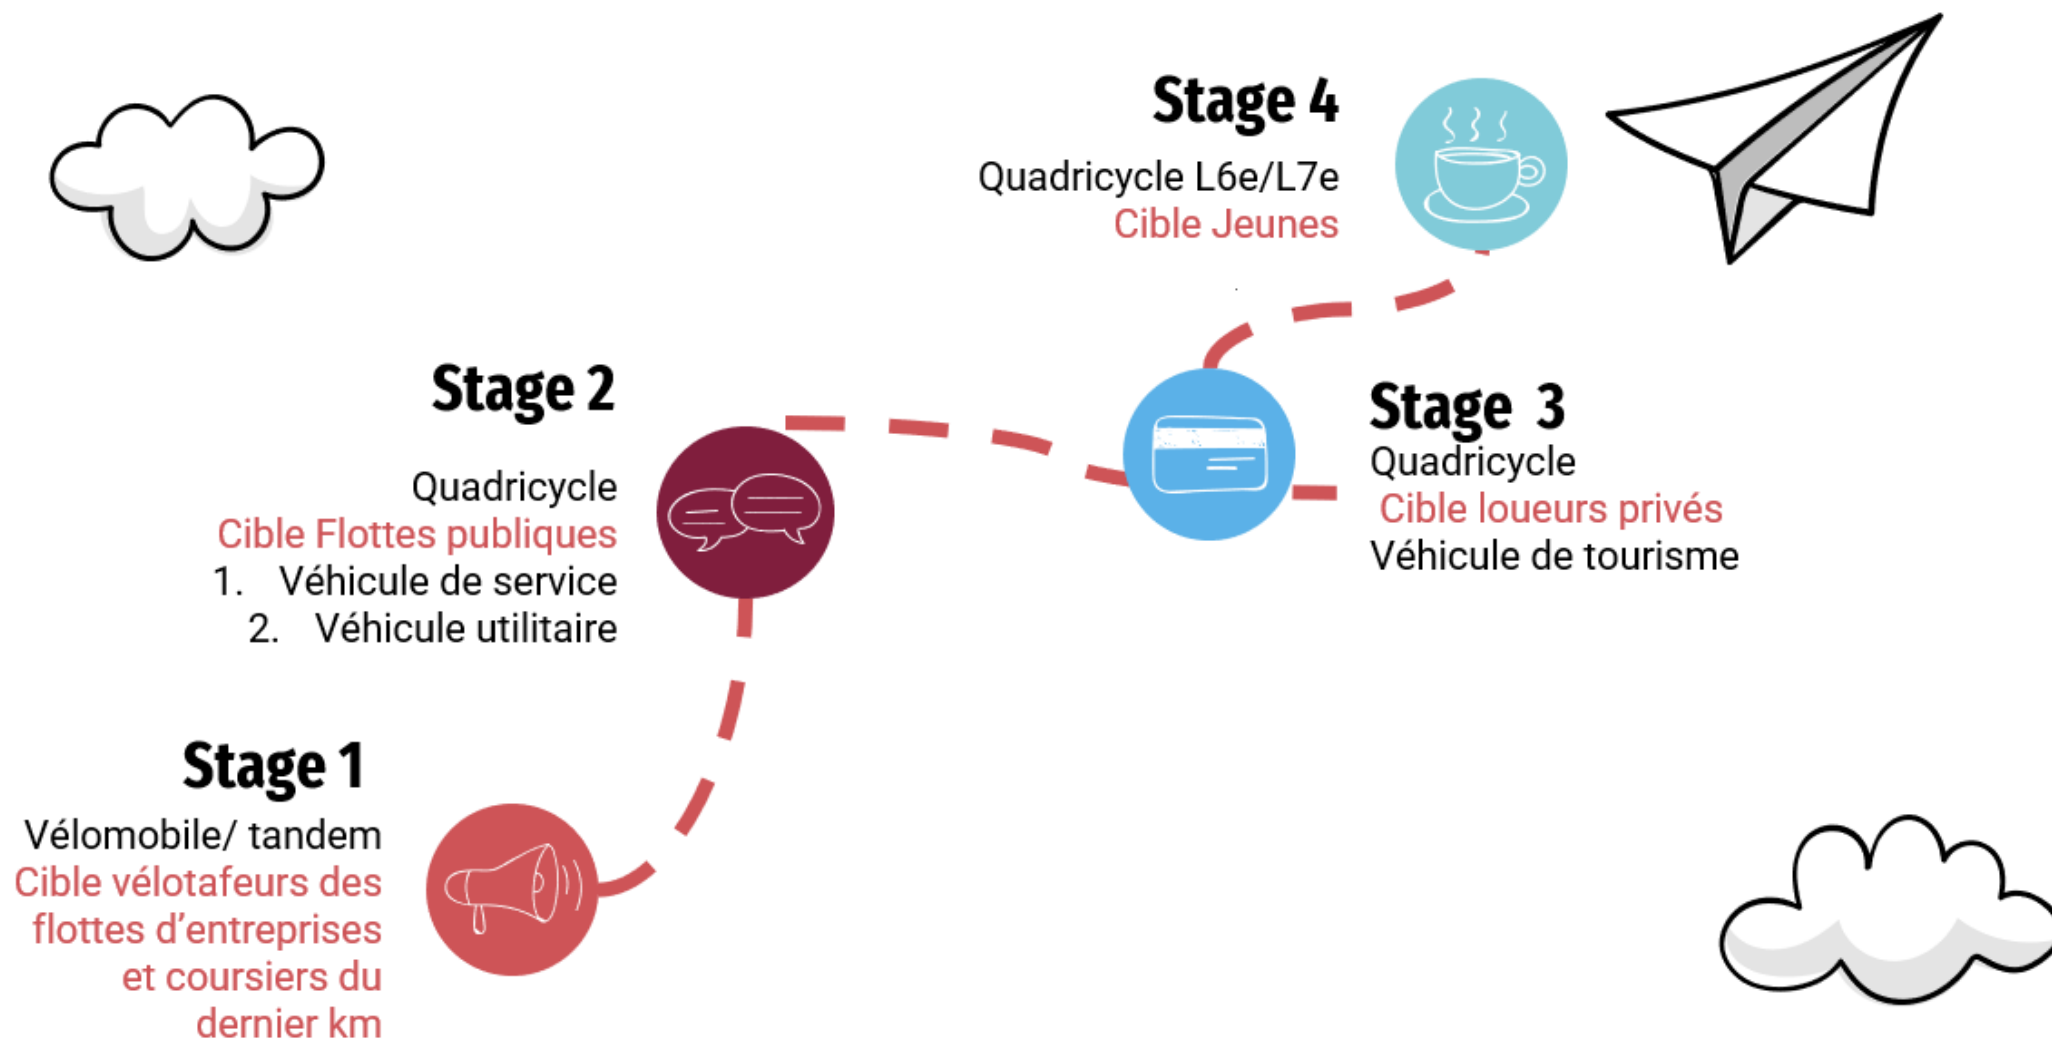 Stage 4
Quadricycle L6e/L7e
Cible Jeunes
Stage 2
Quadricycle
Cible Flottes publiques
1. Véhicule de service
2. Véhicule utilitaire
Stage 3
Quadricycle
Cible loueurs privés
Véhicule de tourisme
Stage 1
Vélomobile/ tandem
Cible vélotafeurs des
flottes d’entreprises
et coursiers du
dernier km